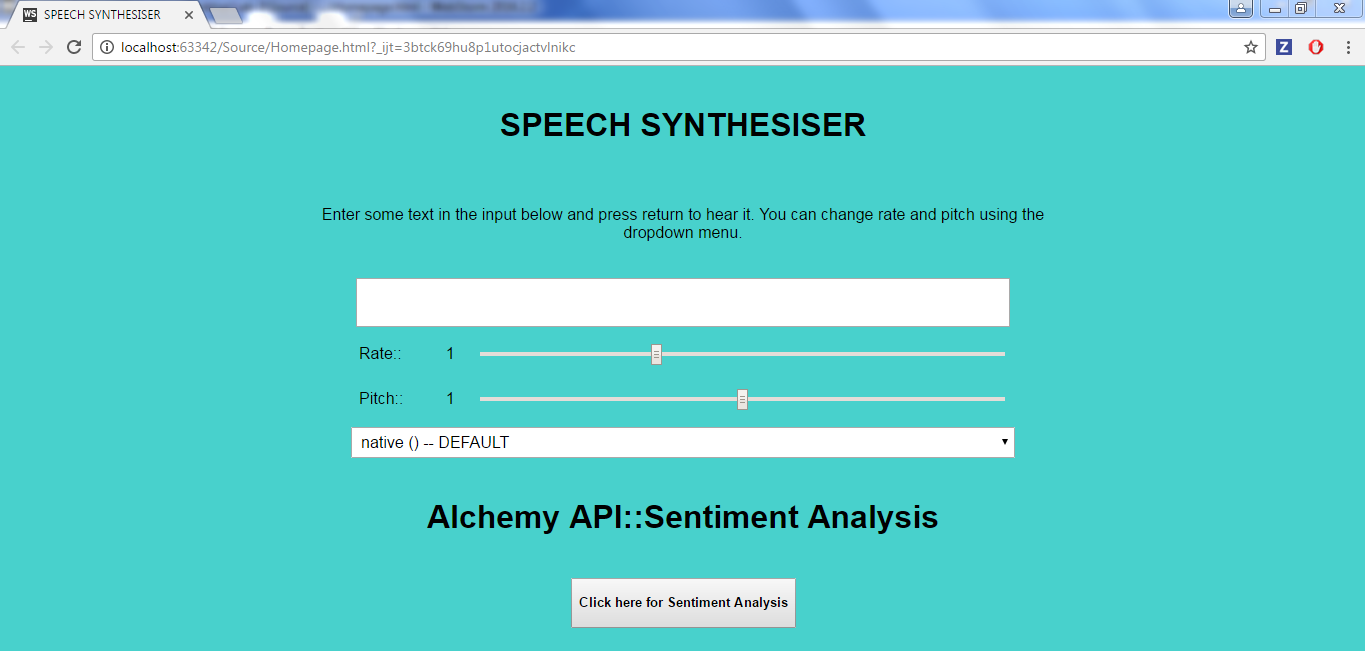 WS SPEECH SYNTHESISER
localhost:63342/Source/Homepage.html?_ijt=3btck69hu8p1utocjactvlnikc
Z
SPEECH SYNTHESISER
Enter some text in the input below and press return to hear it. You can change rate and pitch using the
dropdown menu.
Rate:: 1
Pitch:: 1
native () -- DEFAULT
Alchemy API::Sentiment Analysis
Click here for Sentiment Analysis